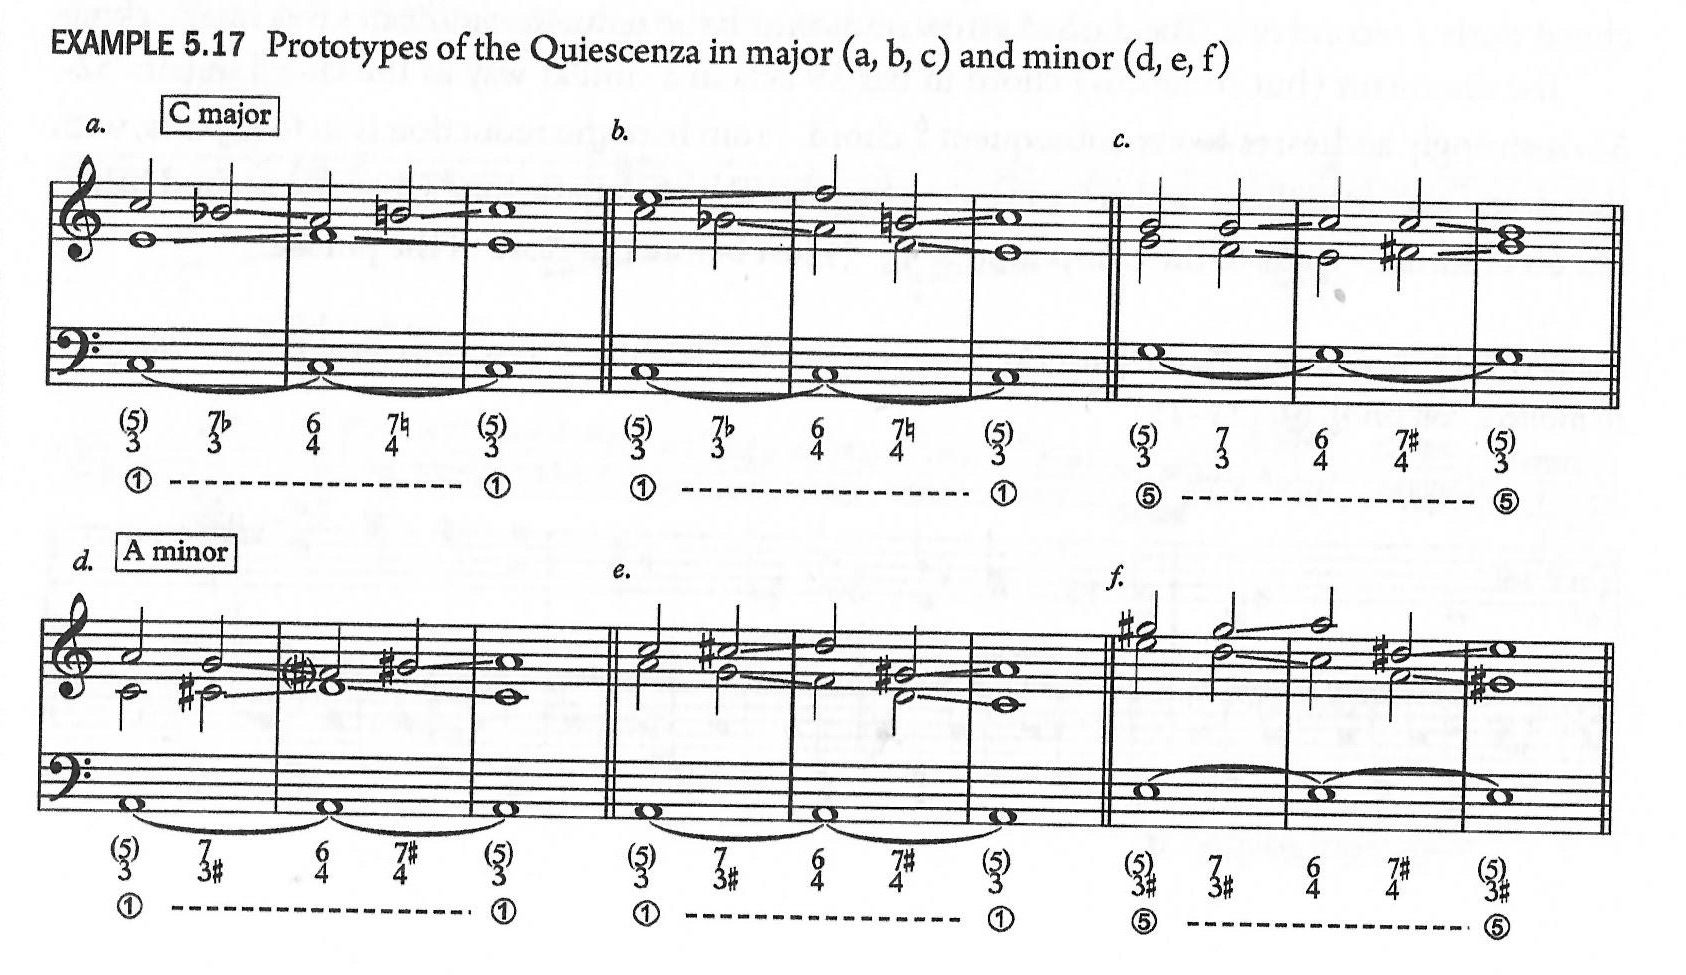 EXAMPLE 5.17 Prototypes of the Quiescenza in major (a, b, c) and minor (d, e, f)
a. C major b. c.
(5) 7♭ 6 7♮ (5) (5) 7♭ 6 7♮ (5) (5) 7 6 7♯ (5)
3 3 4 4 3 3 3 4 4 3 3 3 4 4 3
① ① ① ① ⑤ ⑤
d. A minor e. f.
(5) 7 6 7♯ (5) (5) 7 6 7♯ (5) (5) 7 6 7♯ (5)
3 3♯ 4 4 3 3 3♯ 4 4 3 3♯ 3♯ 4 4 3♯
① ① ① ① ⑤ ⑤